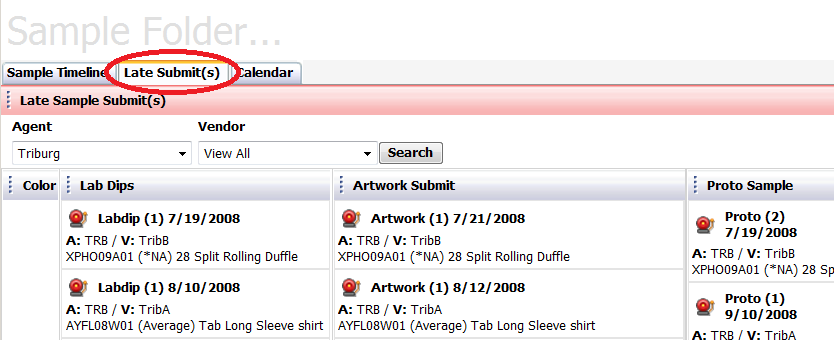 Sample Folder...
Sample Timeline Late Submit(s) Calendar
Late Sample Submit(s)
Agent Vendor
Triburg View All Search
Color Lab Dips Artwork Submit Proto Sample
Labdip (1) 7/19/2008
A: TRB / V: TribB
XPHO09A01 (*NA) 28 Split Rolling Duffle
Artwork (1) 7/21/2008
A: TRB / V: TribB
XPHO09A01 (*NA) 28 Split Rolling Duffle
Proto (2)
7/19/2008
A: TRB / V: TribB
XPHO09A01 (*NA) 28 S
Labdip (1) 8/10/2008
A: TRB / V: TribA
AYFL08W01 (Average) Tab Long Sleeve shirt
Artwork (1) 8/12/2008
A: TRB / V: TribA
AYFL08W01 (Average) Tab Long Sleeve shirt
Proto (1)
9/10/2008
A: TRB / V: TribA